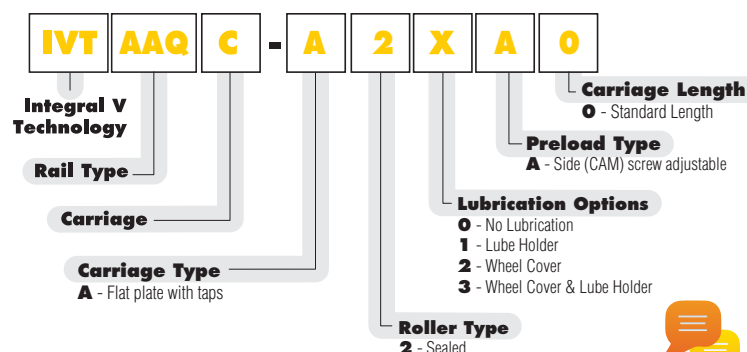 IVT AAQ C - A 2 X A 0
Carriage Length
0 - Standard Length
Integral V
Technology
Preload Type
A - Side (CAM) screw adjustable
Rail Type
Lubrication Options
0 - No Lubrication
1 - Lube Holder
2 - Wheel Cover
3 - Wheel Cover & Lube Holder
Carriage
Carriage Type
A - Flat plate with taps
Roller Type
2 - Sealed